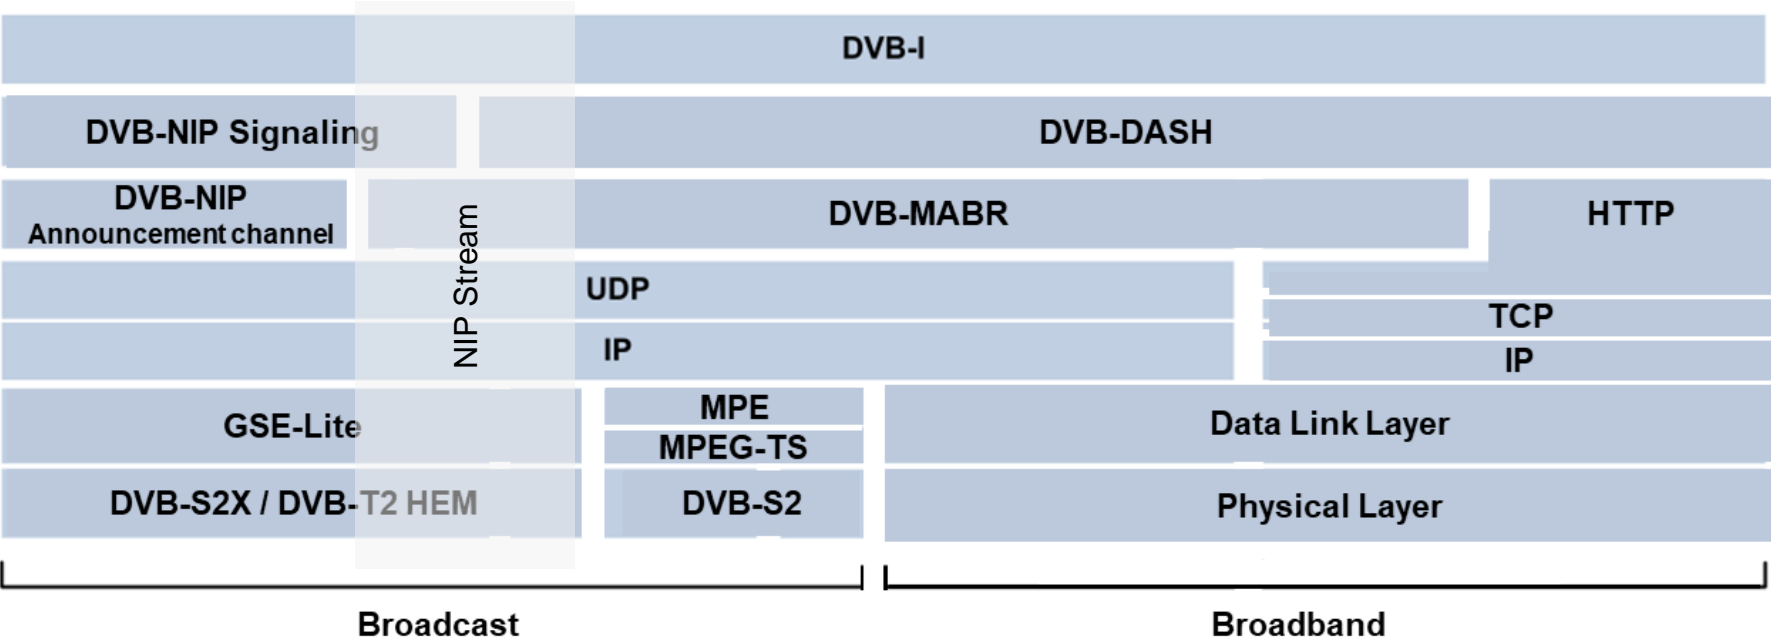 DVB-I
DVB-NIP Signaling
DVB-DASH
DVB-NIP
Announcement channel
DVB-MABR
HTTP
NIP Stream
UDP
TCP
IP
IP
GSE-Lite
MPE
MPEG-TS
Data Link Layer
DVB-S2X / DVB-T2 HEM
DVB-S2
Physical Layer
Broadcast
Broadband